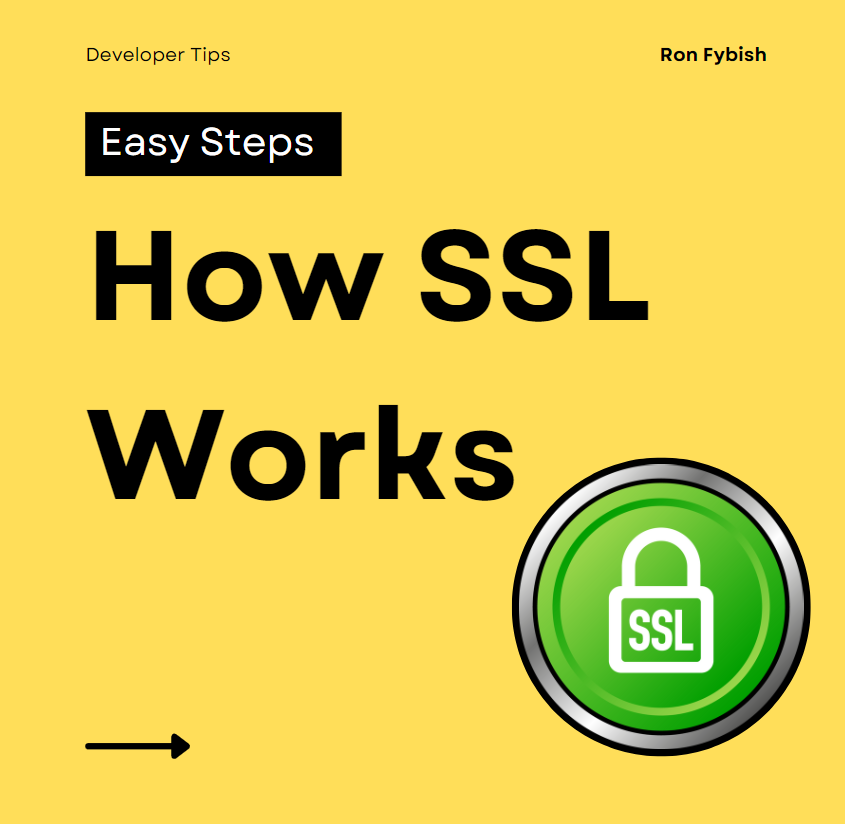 Developer Tips
Ron Fybish
Easy Steps
How SSL
Works
SSL